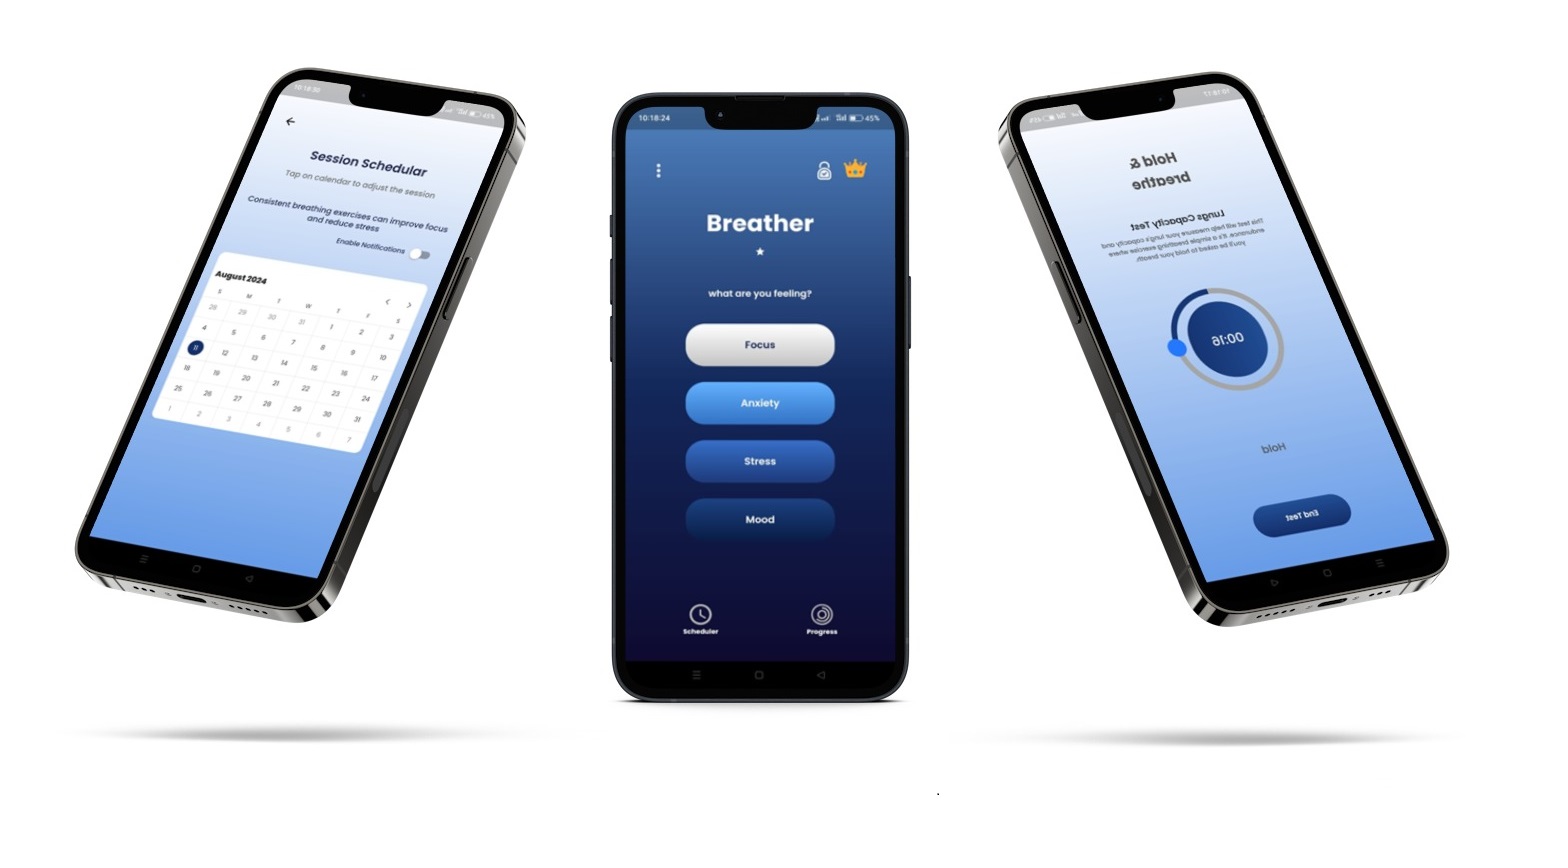 10:18:30
45%
Session Schedular
Tap on calendar to adjust the session
Consistent breathing exercises can improve focus
and reduce stress
Enable Notifications
August 2024
S M T W T F S
28 29 30 31 1 2 3
4 5 6 7 8 9 10
11 12 13 14 15 16 17
18 19 20 21 22 23 24
25 26 27 28 29 30 31
1 2 3 4 5 6 7
10:18:24
45%
Breather
what are you feeling?
Focus
Anxiety
Stress
Mood
Scheduler
Progress
10:18:17
45%
Hold &
breathe
Lungs Capacity Test
This test will help measure your lung's capacity and
endurance. It's a simple breathing exercise where
you'll be asked to hold your breath.
00:16
Hold
End Test